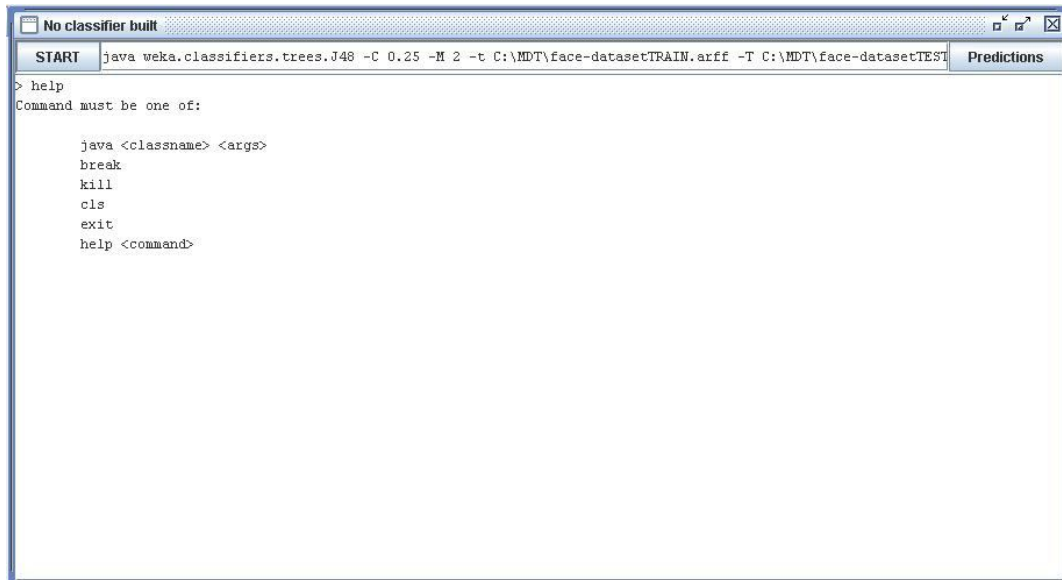 No classifier built
START java weka.classifiers.trees.J48 -C 0.25 -M 2 -t C:\MDT\face-datasetTRAIN.arff -T C:\MDT\face-datasetTEST Predictions
> help
Command must be one of:
java <classname> <args>
break
kill
cls
exit
help <command>